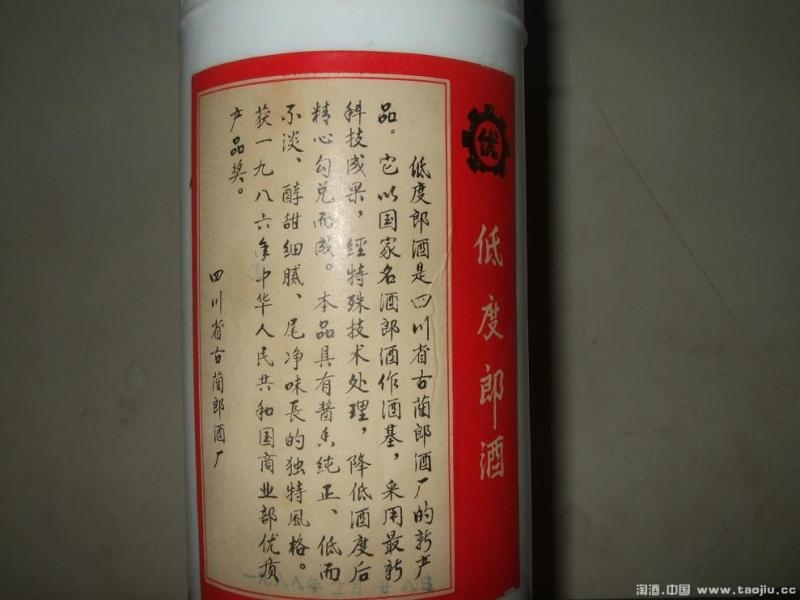 优
低度郎酒
低度郎酒是四川省古蔺郎酒厂的新产
品。它以国家名酒郎酒作酒基，采用最新
科技成果，经特殊技术处理，降低酒度后
精心勾兑而成。本品具有酱香纯正、低而
不淡、醇甜细腻、尾净味长的独特风格。
获一九八六年中华人民共和国商业部优质
产品奖。
四川省古蔺郎酒厂
淘酒.中国 www.taojiu.cc